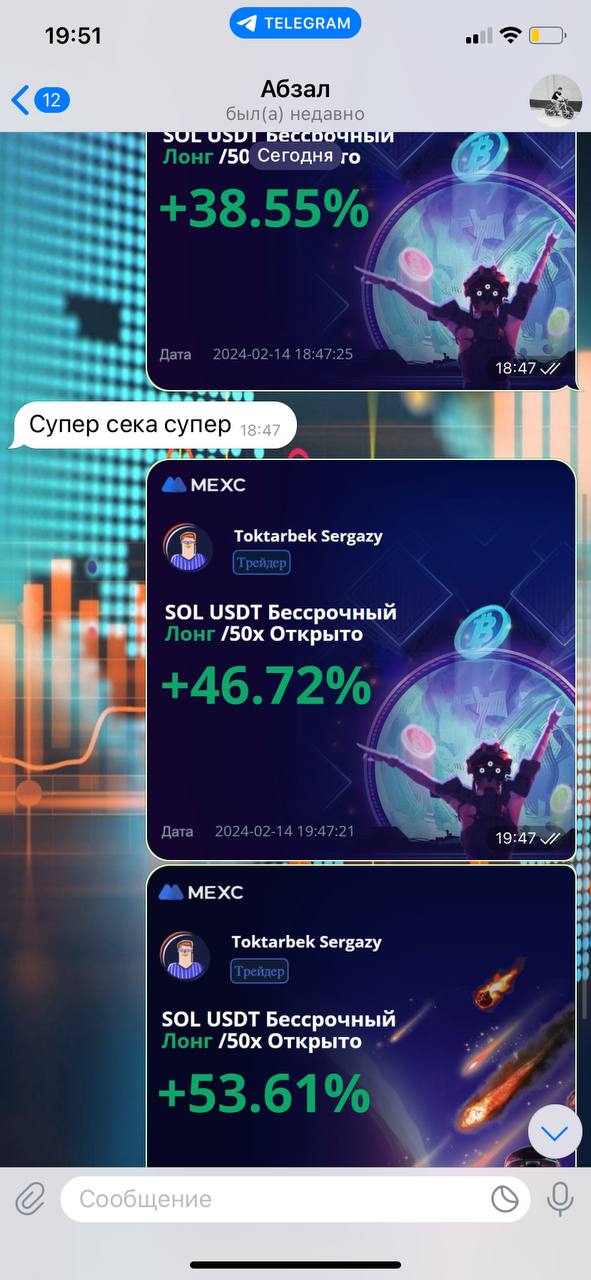 19:51
TELEGRAM
12
Абзал
был(а) недавно
SOL USDT Бессрочный
Сегодня
Лонг /50
то
+38.55%
Дата 2024-02-14 18:47:25
18:47
Супер сека супер 18:47
MEXC
Toktarbek Sergazy
Трейдер
SOL USDT Бессрочный
Лонг /50x Открыто
+46.72%
Дата 2024-02-14 19:47:21
19:47
MEXC
Toktarbek Sergazy
Трейдер
SOL USDT Бессрочный
Лонг /50x Открыто
+53.61%
Сообщение